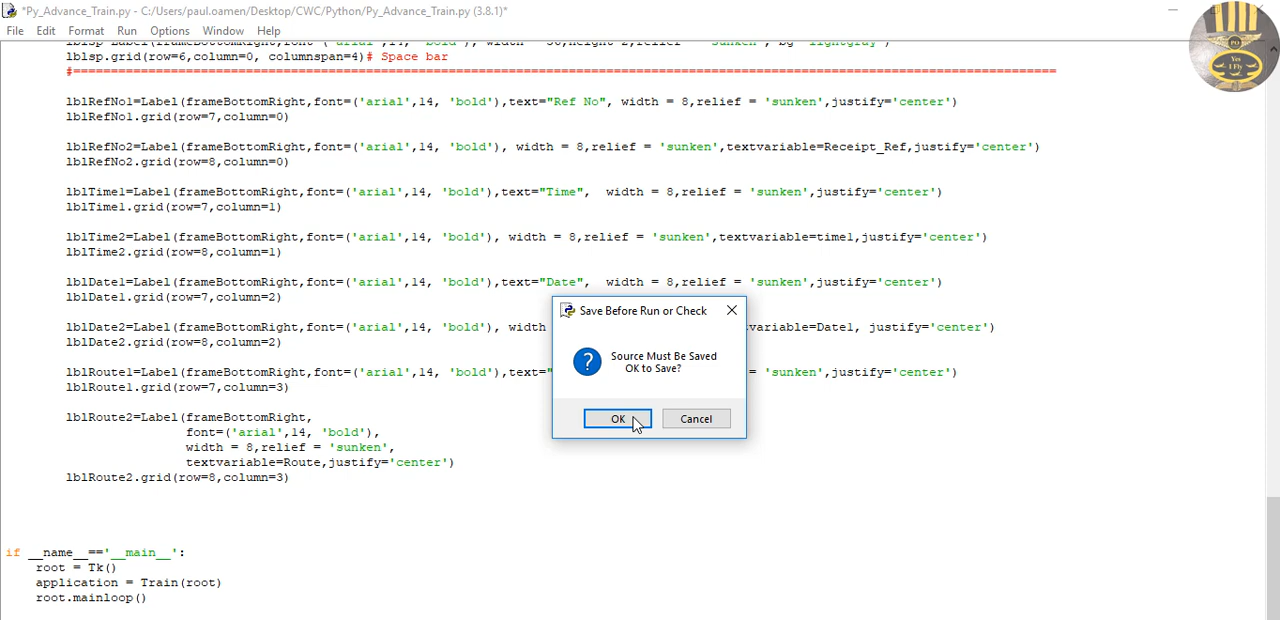 *Py_Advance_Train.py - C:/Users/paul.oamen/Desktop/CWC/Python/Py_Advance_Train.py (3.8.1)*
File Edit Format Run Options Window Help
lblsp.grid(row=6,column=0, columnspan=4)# Space bar
#===================================================================================================================================
lblRefNo1=Label(frameBottomRight,font=('arial',14, 'bold'),text="Ref No", width = 8,relief = 'sunken',justify='center')
lblRefNo1.grid(row=7,column=0)
lblRefNo2=Label(frameBottomRight,font=('arial',14, 'bold'), width = 8,relief = 'sunken',textvariable=Receipt_Ref,justify='center')
lblRefNo2.grid(row=8,column=0)
lblTime1=Label(frameBottomRight,font=('arial',14, 'bold'),text="Time",  width = 8,relief = 'sunken',justify='center')
lblTime1.grid(row=7,column=1)
lblTime2=Label(frameBottomRight,font=('arial',14, 'bold'), width = 8,relief = 'sunken',textvariable=time1,justify='center')
lblTime2.grid(row=8,column=1)
lblDate1=Label(frameBottomRight,font=('arial',14, 'bold'),text="Date",  width = 8,relief = 'sunken',justify='center')
lblDate1.grid(row=7,column=2)
lblDate2=Label(frameBottomRight,font=('arial',14, 'bold'), width variable=Date1, justify='center')
lblDate2.grid(row=8,column=2)
lblRoute1=Label(frameBottomRight,font=('arial',14, 'bold'),text=" = 8,relief = 'sunken',justify='center')
lblRoute1.grid(row=7,column=3)
lblRoute2=Label(frameBottomRight,
font=('arial',14, 'bold'),
width = 8,relief = 'sunken',
textvariable=Route,justify='center')
lblRoute2.grid(row=8,column=3)
if __name__=='__main__':
root = Tk()
application = Train(root)
root.mainloop()
Save Before Run or Check
Source Must Be Saved
OK to Save?
OK Cancel
PO
Yes
I Fly